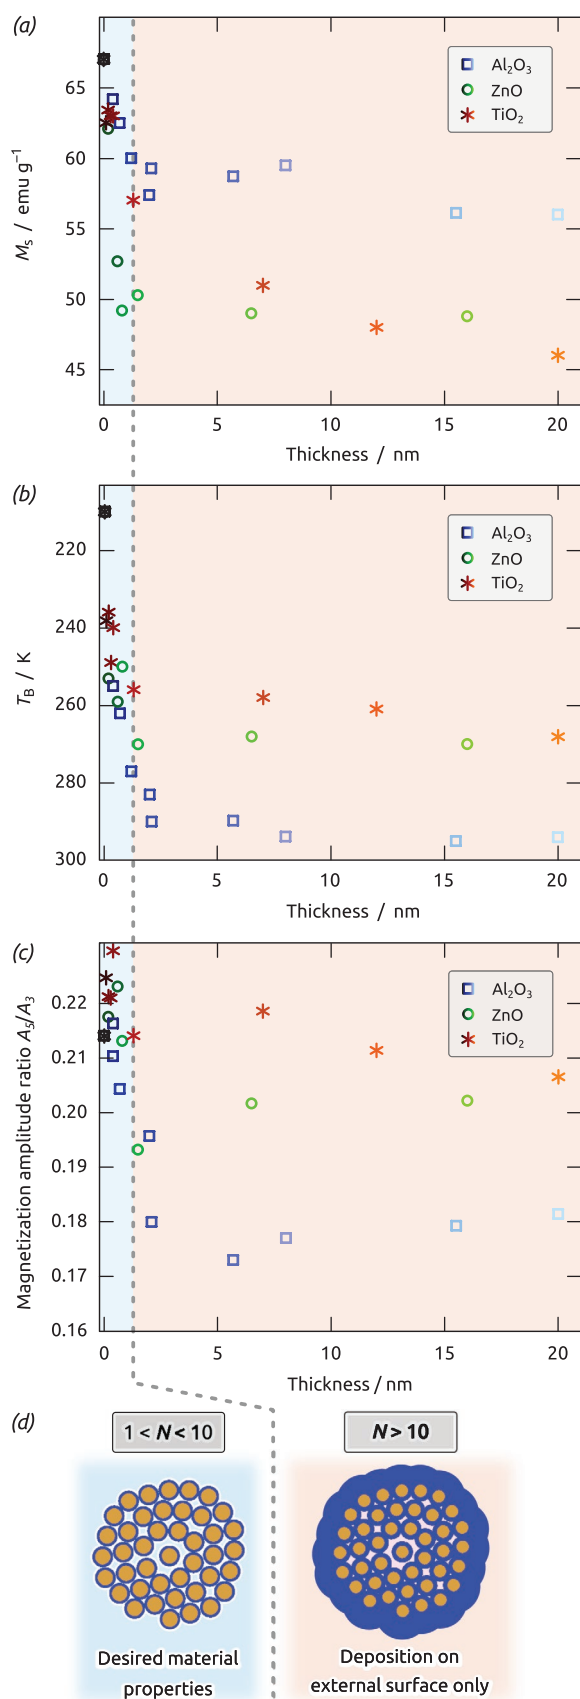 (a)
65
60
55
50
45
Mₛ / emu g⁻¹
Al₂O₃
ZnO
TiO₂
0 5 10 15 20
Thickness / nm
(b)
220
240
260
280
300
T_B / K
Al₂O₃
ZnO
TiO₂
0 5 10 15 20
Thickness / nm
(c)
0.22
0.21
0.20
0.19
0.18
0.17
0.16
Magnetization amplitude ratio A₅/A₃
Al₂O₃
ZnO
TiO₂
0 5 10 15 20
Thickness / nm
(d)
1 < N < 10
N > 10
Desired material
properties
Deposition on
external surface only